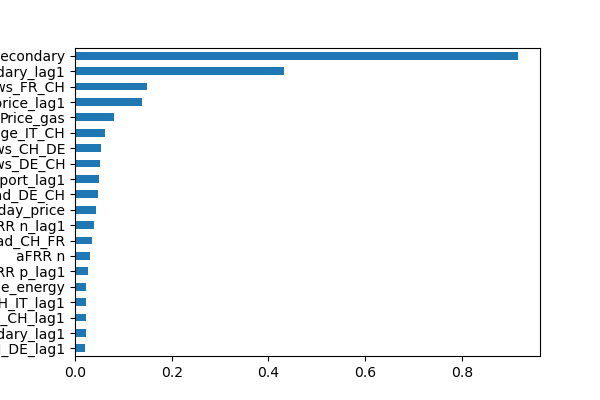 econdary
dary_lag1
ws_FR_CH
price_lag1
Price_gas
ge_IT_CH
ws_CH_DE
ws_DE_CH
port_lag1
ad_DE_CH
day_price
RR n_lag1
ad_CH_FR
aFRR n
RR p_lag1
e_energy
H_IT_lag1
_CH_lag1
dary_lag1
_DE_lag1
0.0 0.2 0.4 0.6 0.8